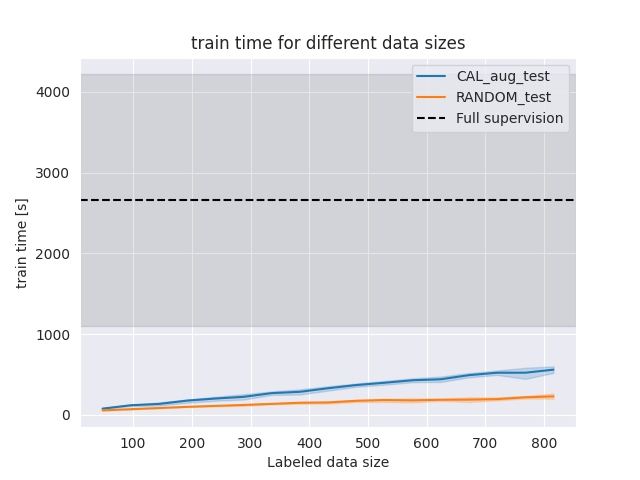 train time for different data sizes
CAL_aug_test
RANDOM_test
Full supervision
4000
3000
2000
1000
0
train time [s]
100 200 300 400 500 600 700 800
Labeled data size